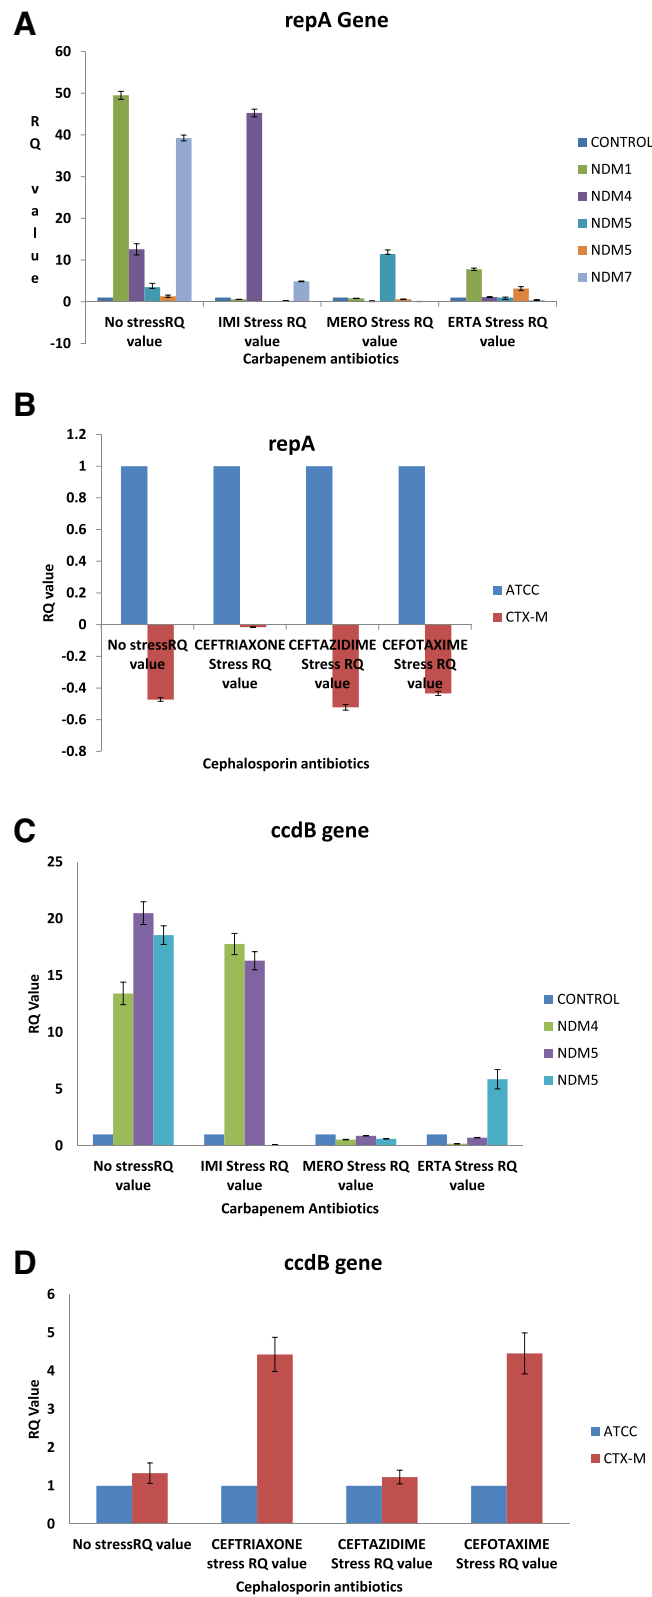 A
repA Gene
60
50
40
30
20
10
0
-10
R
Q
v
a
l
u
e
No stressRQ
value
IMI Stress RQ
value
MERO Stress RQ
value
ERTA Stress RQ
value
Carbapenem antibiotics
CONTROL
NDM1
NDM4
NDM5
NDM5
NDM7
B
repA
1.2
1
0.8
0.6
0.4
0.2
0
-0.2
-0.4
-0.6
-0.8
RQ value
No stressRQ
value
CEFTRIAXONE
Stress RQ
value
CEFTAZIDIME
Stress RQ
value
CEFOTAXIME
Stress RQ
value
Cephalosporin antibiotics
ATCC
CTX-M
C
ccdB gene
25
20
15
10
5
0
RQ Value
No stressRQ
value
IMI Stress RQ
value
MERO Stress RQ
value
ERTA Stress RQ
value
Carbapenem Antibiotics
CONTROL
NDM4
NDM5
NDM5
D
ccdB gene
6
5
4
3
2
1
0
RQ Value
No stressRQ value
CEFTRIAXONE
stress RQ value
CEFTAZIDIME
Stress RQ value
CEFOTAXIME
Stress RQ value
Cephalosporin antibiotics
ATCC
CTX-M